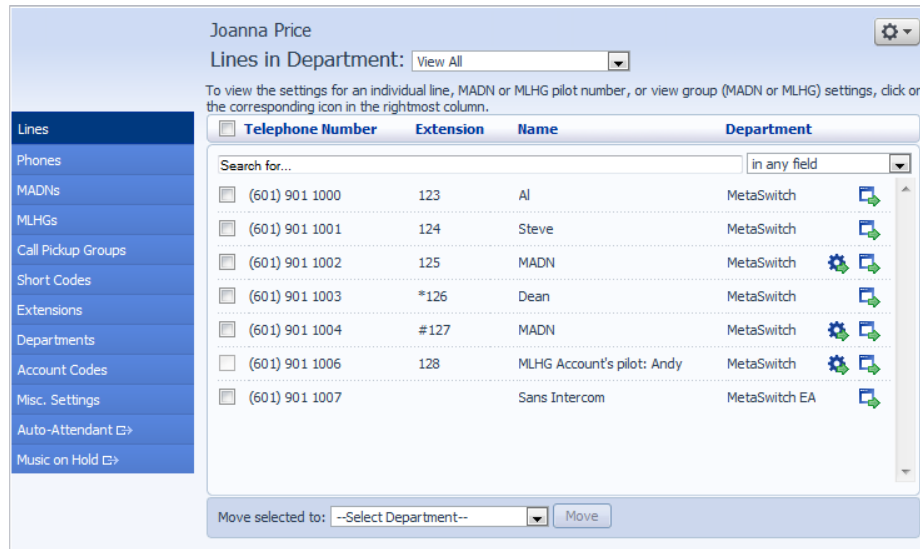 Joanna Price
Lines in Department: View All
To view the settings for an individual line, MADN or MLHG pilot number, or view group (MADN or MLHG) settings, click on
the corresponding icon in the rightmost column.
Lines
Phones
MADNs
MLHGs
Call Pickup Groups
Short Codes
Extensions
Departments
Account Codes
Misc. Settings
Auto-Attendant
Music on Hold
Telephone Number Extension Name Department
Search for... in any field
(601) 901 1000 123 Al MetaSwitch
(601) 901 1001 124 Steve MetaSwitch
(601) 901 1002 125 MADN MetaSwitch
(601) 901 1003 *126 Dean MetaSwitch
(601) 901 1004 #127 MADN MetaSwitch
(601) 901 1006 128 MLHG Account's pilot: Andy MetaSwitch
(601) 901 1007 Sans Intercom MetaSwitch EA
Move selected to: --Select Department-- Move